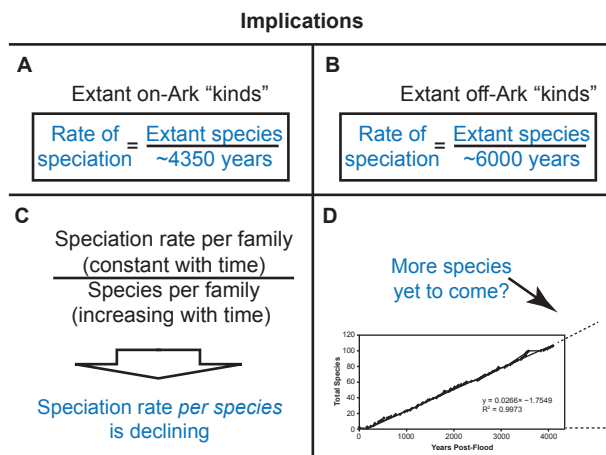 Implications
A
Extant on-Ark “kinds”
Rate of speciation = Extant species
~4350 years
B
Extant off-Ark “kinds”
Rate of speciation = Extant species
~6000 years
C
Speciation rate per family
(constant with time)
Species per family
(increasing with time)
Speciation rate per species
is declining
D
More species
yet to come?
Total Species
120
100
80
60
40
20
0
y = 0.0266× − 1.7549
R² = 0.9973
0 1000 2000 3000 4000
Years Post-Flood